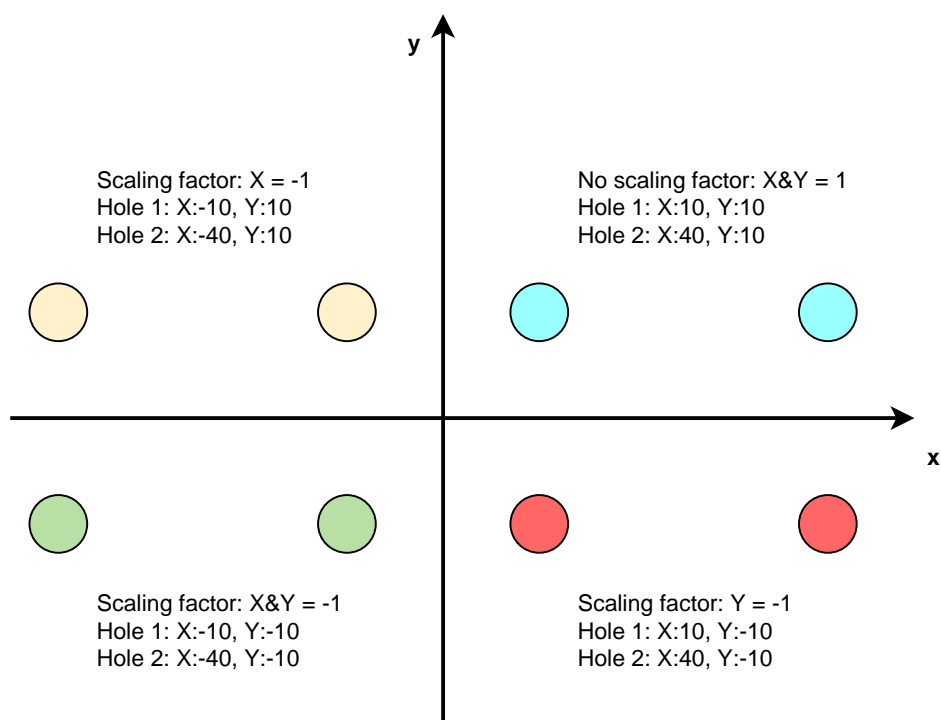 y
Scaling factor: X = -1
Hole 1: X:-10, Y:10
Hole 2: X:-40, Y:10
No scaling factor: X&Y = 1
Hole 1: X:10, Y:10
Hole 2: X:40, Y:10
x
Scaling factor: X&Y = -1
Hole 1: X:-10, Y:-10
Hole 2: X:-40, Y:-10
Scaling factor: Y = -1
Hole 1: X:10, Y:-10
Hole 2: X:40, Y:-10